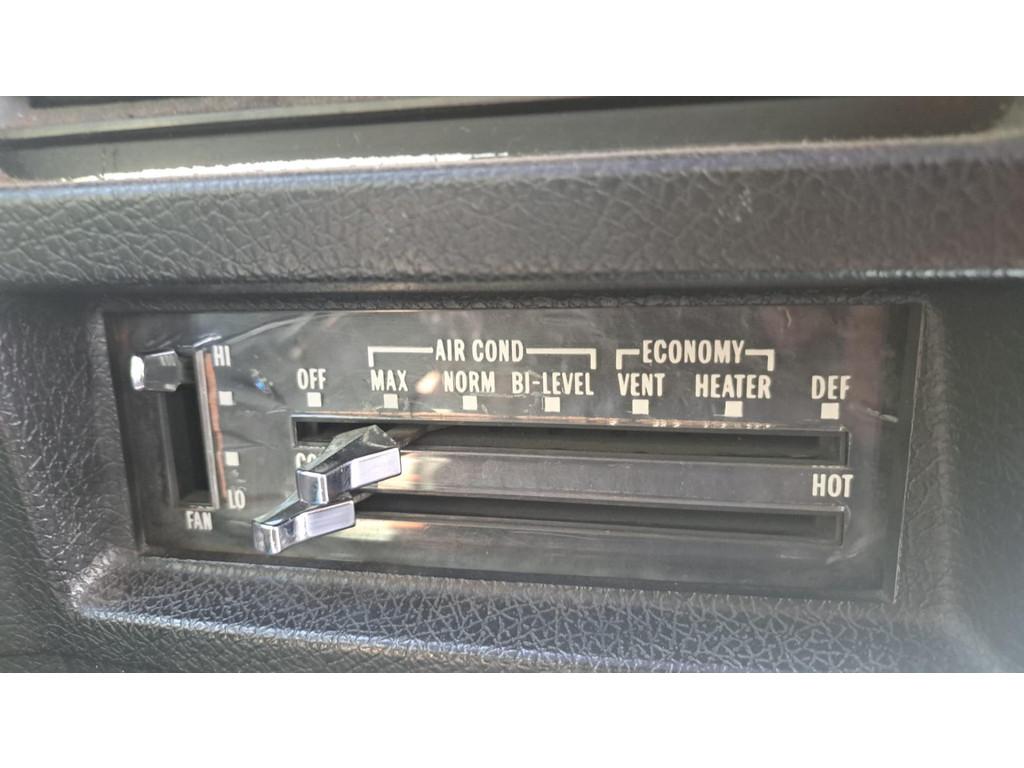 HI
AIR COND ECONOMY
OFF MAX NORM BI-LEVEL VENT HEATER DEF
HOT
LO
FAN